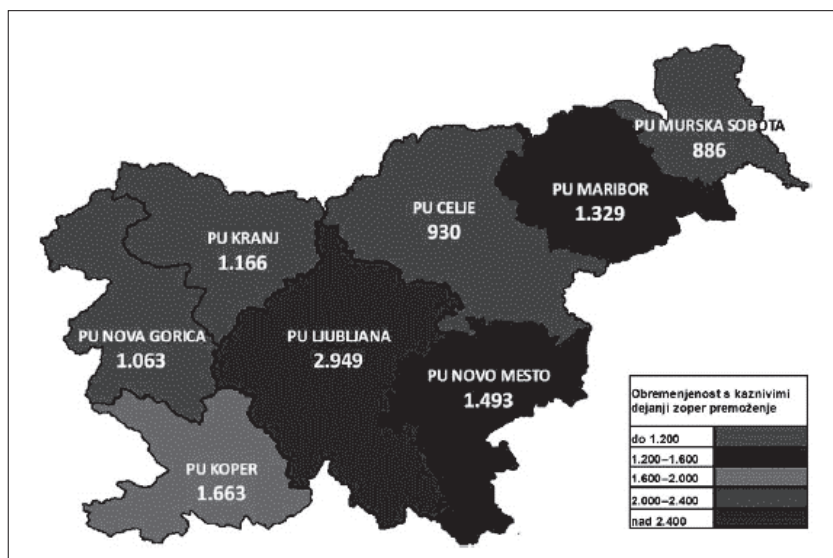 PU MURSKA SOBOTA
886
PU MARIBOR
1.329
PU CELJE
930
PU KRANJ
1.166
PU NOVA GORICA
1.063
PU LJUBLJANA
2.949
PU NOVO MESTO
1.493
PU KOPER
1.663
Obremenjenost s kaznivimi
dejanji zoper premoženje
do 1.200
1.200–1.600
1.600–2.000
2.000–2.400
nad 2.400